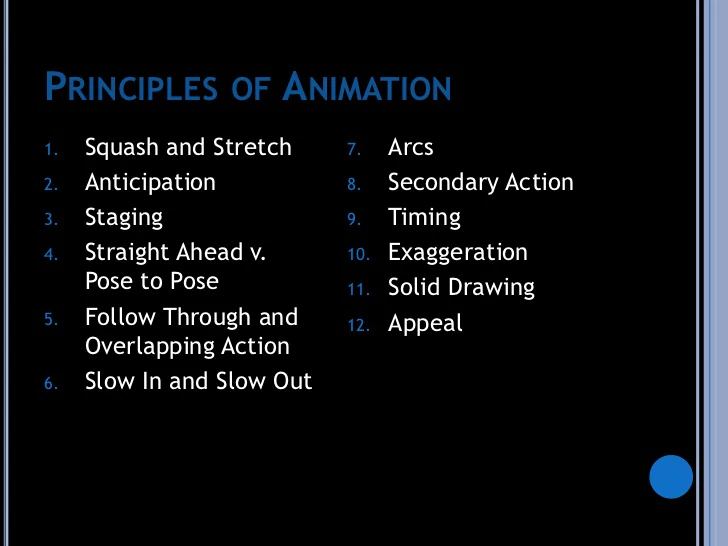 PRINCIPLES OF ANIMATION
1. Squash and Stretch
2. Anticipation
3. Staging
4. Straight Ahead v.
Pose to Pose
5. Follow Through and
Overlapping Action
6. Slow In and Slow Out
7. Arcs
8. Secondary Action
9. Timing
10. Exaggeration
11. Solid Drawing
12. Appeal